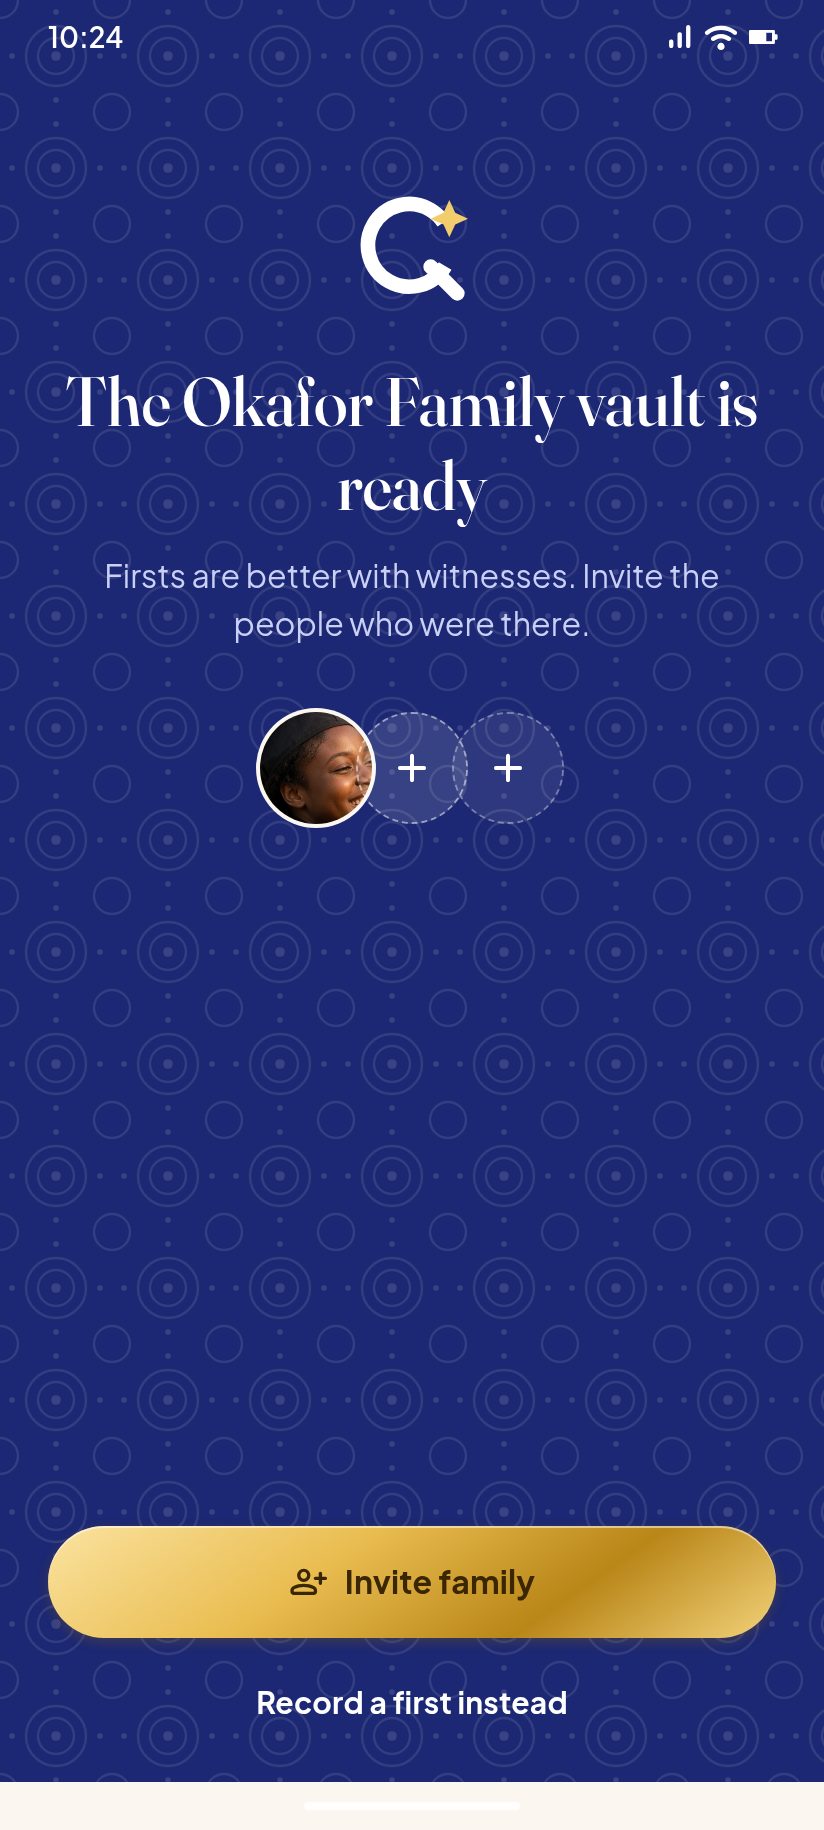 10:24
The Okafor Family vault is
ready
Firsts are better with witnesses. Invite the
people who were there.
Invite family
Record a first instead